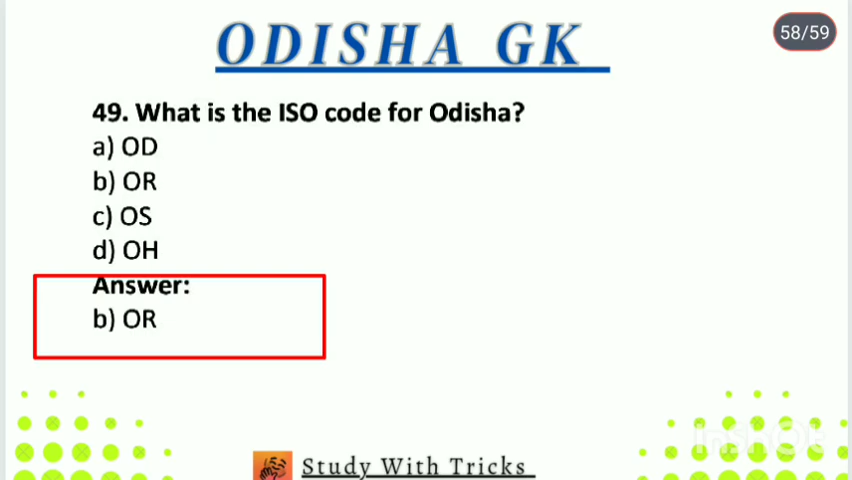 58/59
ODISHA GK
49. What is the ISO code for Odisha?
a) OD
b) OR
c) OS
d) OH
Answer:
b) OR
InshOt
Study With Tricks